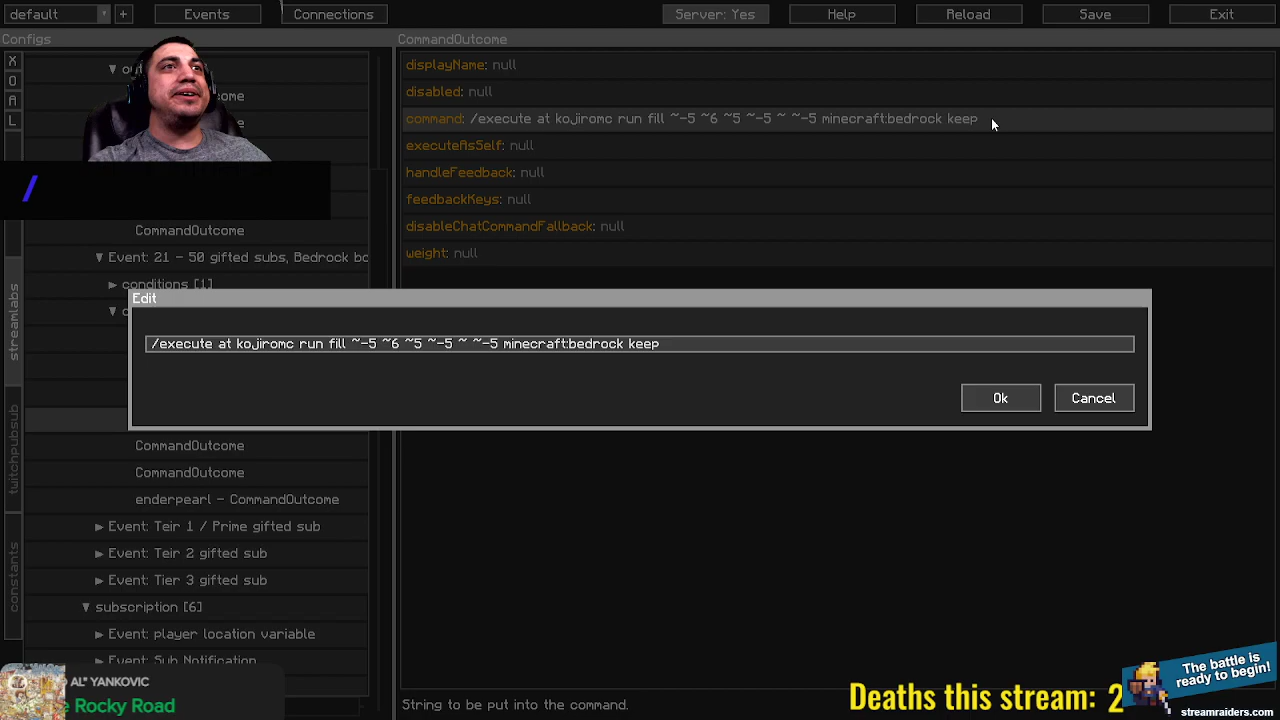 default
+
Events
Connections
Server: Yes
Help
Reload
Save
Exit
Configs
CommandOutcome
X
O
A
L
streamlabs
twitchpubsub
constants
CommandOutcome
Event: 21 - 50 gifted subs, Bedrock
conditions [1]
CommandOutcome
CommandOutcome
enderpearl - CommandOutcome
Event: Teir 1 / Prime gifted sub
Event: Teir 2 gifted sub
Event: Tier 3 gifted sub
subscription [6]
Event: player location variable
Event: Sub Notification
displayName: null
disabled: null
command: /execute at kojiromc run fill ~-5 ~6 ~5 ~-5 ~ ~-5 minecraft:bedrock keep
executeAsSelf: null
handleFeedback: null
feedbackKeys: null
disableChatCommandFallback: null
weight: null
Edit
/execute at kojiromc run fill ~-5 ~6 ~5 ~-5 ~ ~-5 minecraft:bedrock keep
Ok
Cancel
/
AL" YANKOVIC
Rocky Road
String to be put into the command.
Deaths this stream: 2
The battle is
ready to begin!
streamraiders.com